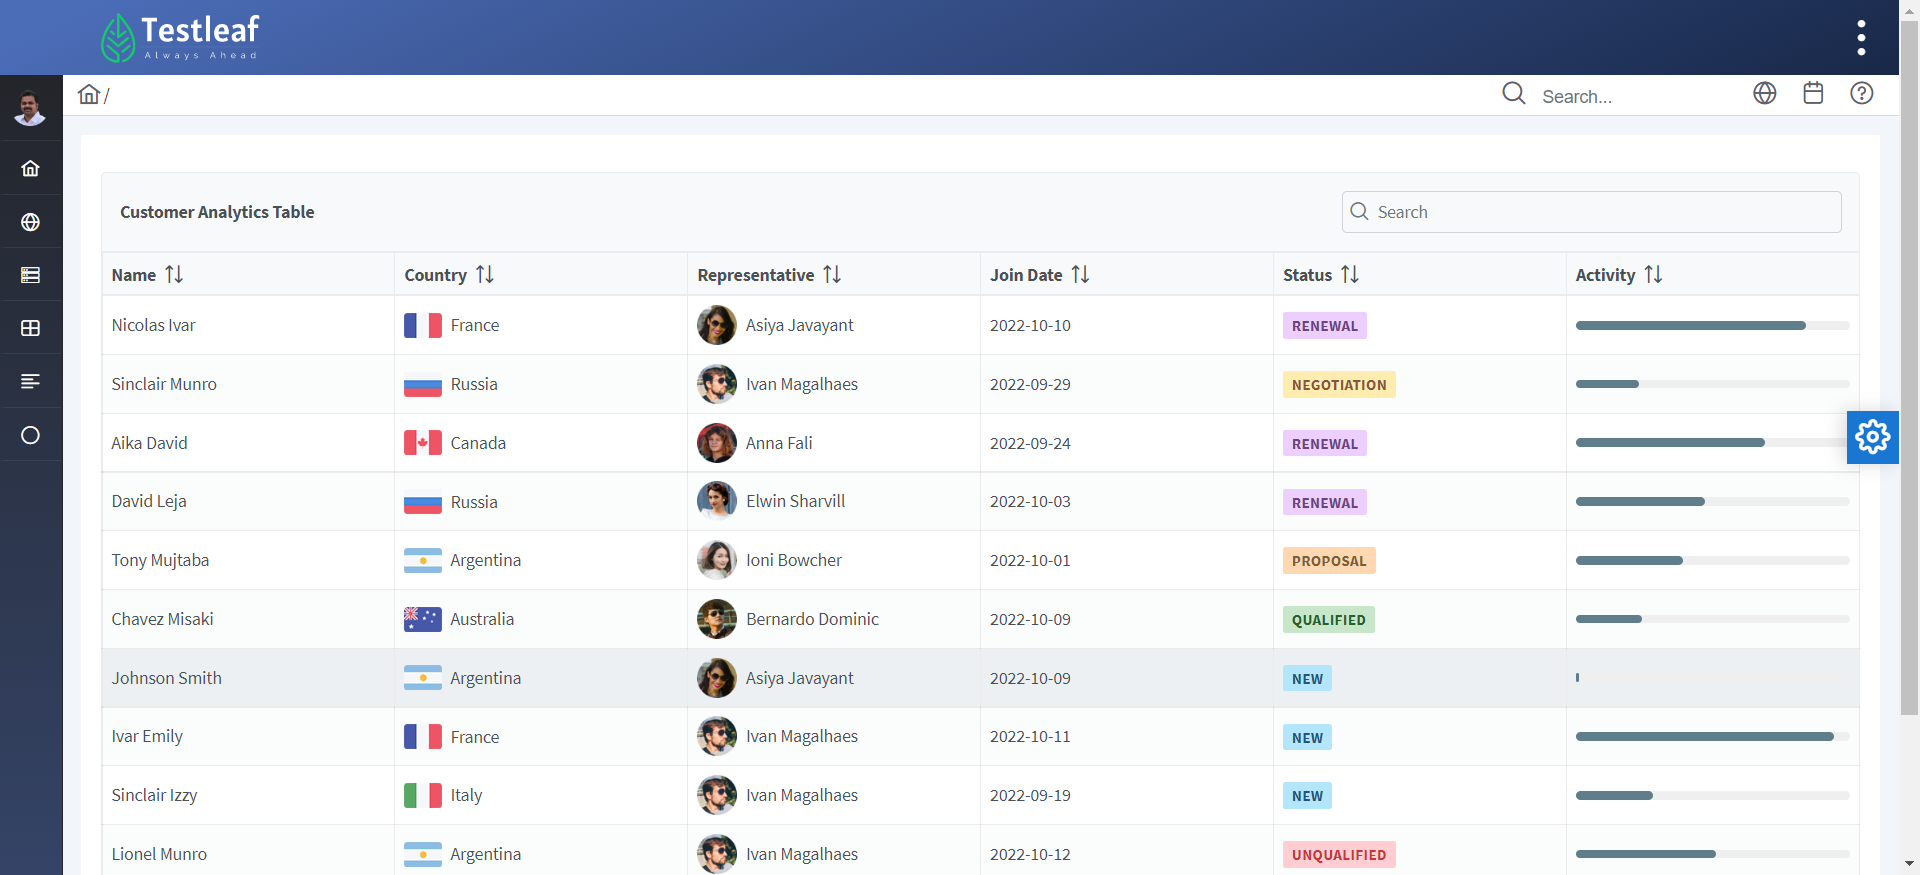 Testleaf
Always Ahead
/
Search...
Customer Analytics Table
Search
Name Country Representative Join Date Status Activity
Nicolas Ivar France Asiya Javayant 2022-10-10 RENEWAL
Sinclair Munro Russia Ivan Magalhaes 2022-09-29 NEGOTIATION
Aika David Canada Anna Fali 2022-09-24 RENEWAL
David Leja Russia Elwin Sharvill 2022-10-03 RENEWAL
Tony Mujtaba Argentina Ioni Bowcher 2022-10-01 PROPOSAL
Chavez Misaki Australia Bernardo Dominic 2022-10-09 QUALIFIED
Johnson Smith Argentina Asiya Javayant 2022-10-09 NEW
Ivar Emily France Ivan Magalhaes 2022-10-11 NEW
Sinclair Izzy Italy Ivan Magalhaes 2022-09-19 NEW
Lionel Munro Argentina Ivan Magalhaes 2022-10-12 UNQUALIFIED